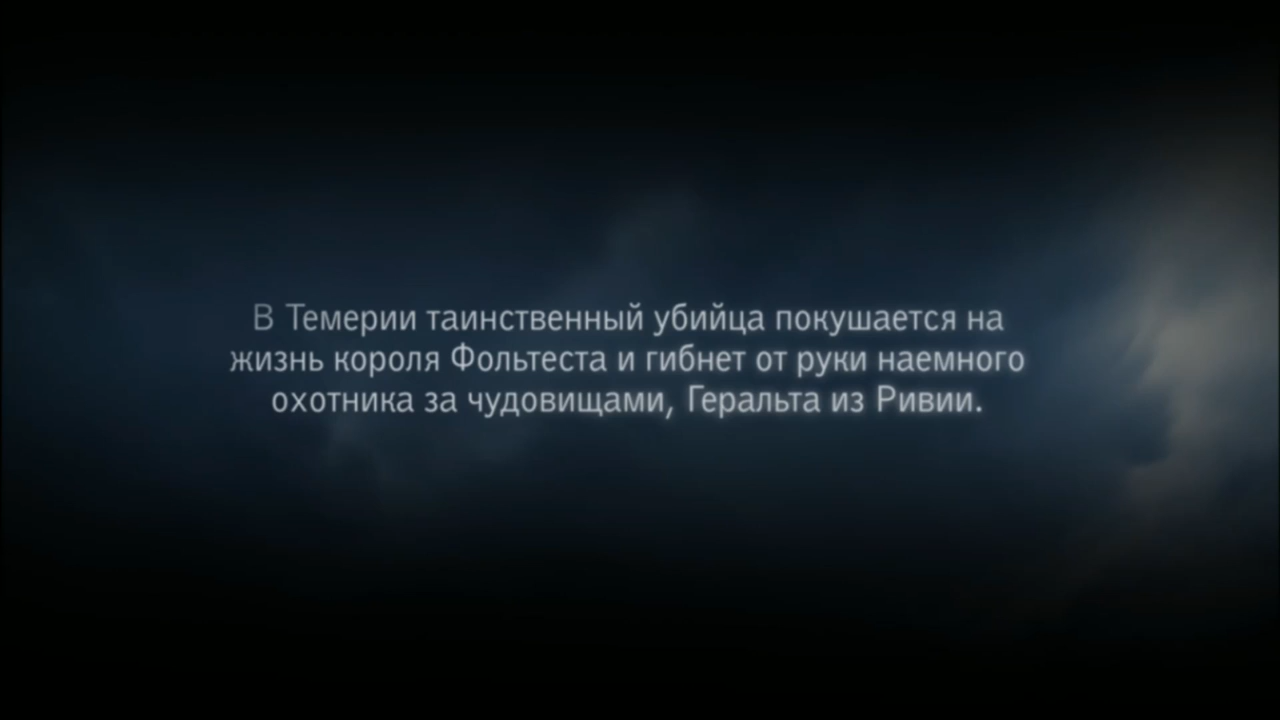 В Темерии таинственный убийца покушается на
жизнь короля Фольтеста и гибнет от руки наемного
охотника за чудовищами, Геральта из Ривии.